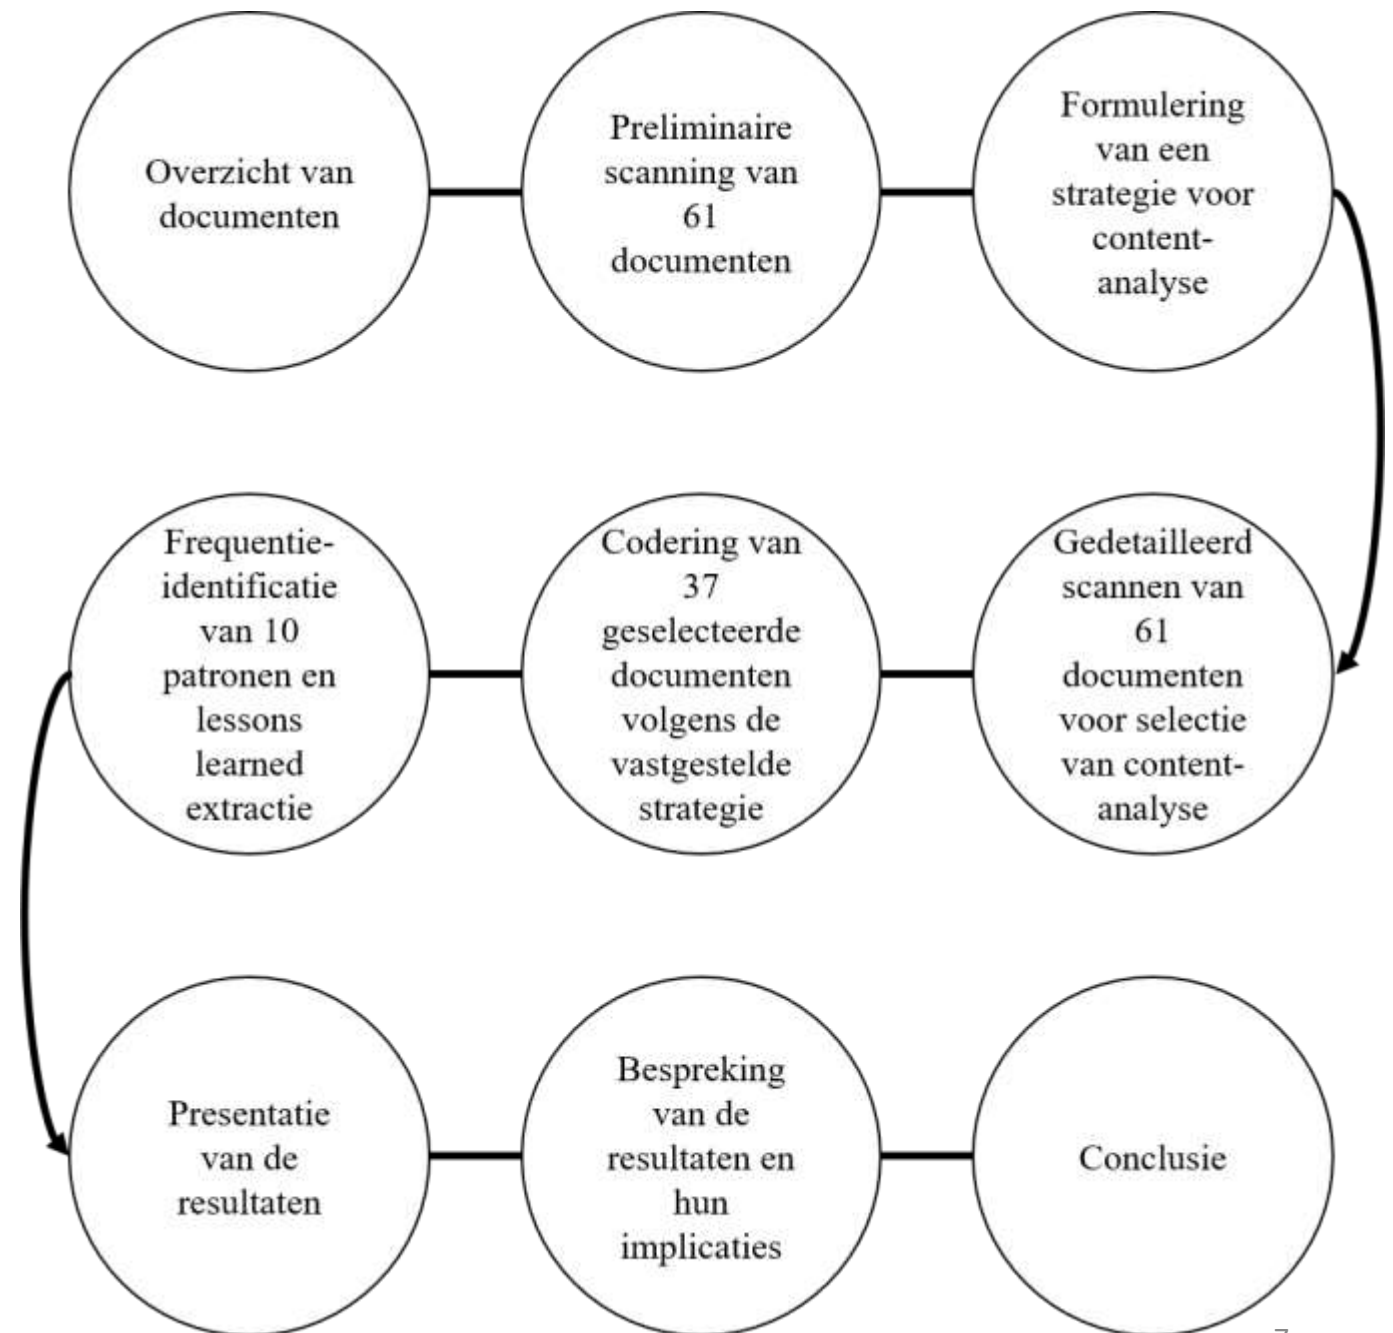 Overzicht van
documenten
Preliminaire
scanning van
61
documenten
Formulering
van een
strategie voor
content-
analyse
Gedetailleerd
scannen van
61
documenten
voor selectie
van content-
analyse
Codering van
37
geselecteerde
documenten
volgens de
vastgestelde
strategie
Frequentie-
identificatie
van 10
patronen en
lessons
learned
extractie
Presentatie
van de
resultaten
Bespreking
van de
resultaten en
hun
implicaties
Conclusie